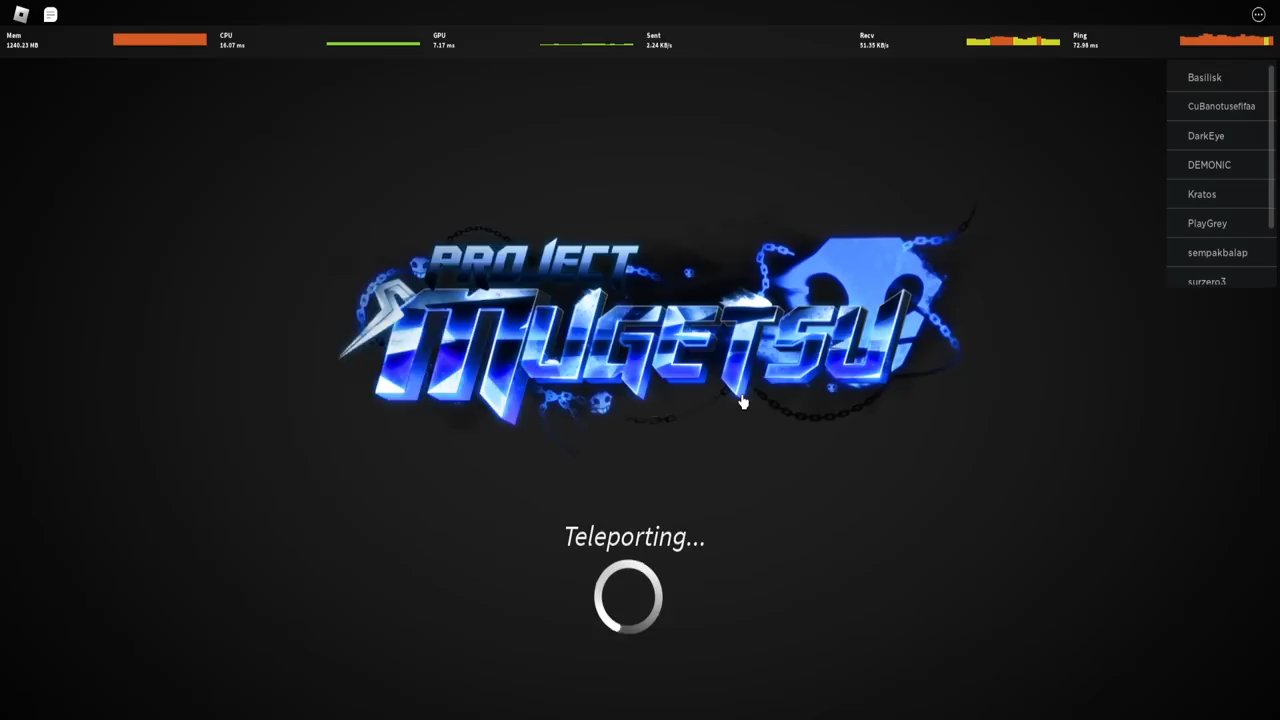 Mem
1240.23 MB
CPU
16.07 ms
GPU
7.17 ms
Sent
2.24 KB/s
Recv
51.35 KB/s
Ping
72.98 ms
Basilisk
CuBanotusefifaa
DarkEye
DEMONIC
Kratos
PlayGrey
sempakbalap
surzero3
PROJECT
MUGETSU
Teleporting...